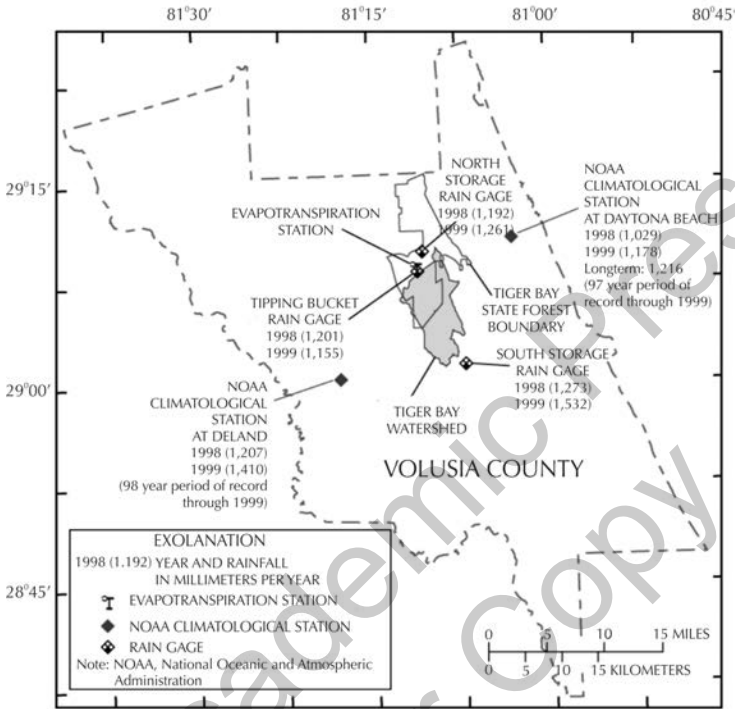 81°30'
81°15'
81°00'
80°45'
29°15'
29°00'
28°45'
NORTH
STORAGE
RAIN GAGE
1998 (1,192)
1999 (1,261)
NOAA
CLIMATOLOGICAL
STATION
AT DAYTONA BEACH
1998 (1,029)
1999 (1,178)
Longterm: 1,216
(97 year period of
record through 1999)
EVAPOTRANSPIRATION
STATION
TIPPING BUCKET
RAIN GAGE
1998 (1,201)
1999 (1,155)
TIGER BAY
STATE FOREST
BOUNDARY
SOUTH STORAGE
RAIN GAGE
1998 (1,273)
1999 (1,532)
NOAA
CLIMATOLOGICAL
STATION
AT DELAND
1998 (1,207)
1999 (1,410)
(98 year period of record
through 1999)
TIGER BAY
WATERSHED
VOLUSIA COUNTY
EXOLANATION
1998 (1.192) YEAR AND RAINFALL
IN MILLIMETERS PER YEAR
EVAPOTRANSPIRATION STATION
NOAA CLIMATOLOGICAL STATION
RAIN GAGE
Note: NOAA, National Oceanic and Atmospheric
Administration
0 5 10 15 MILES
0 5 10 15 KILOMETERS
Copy